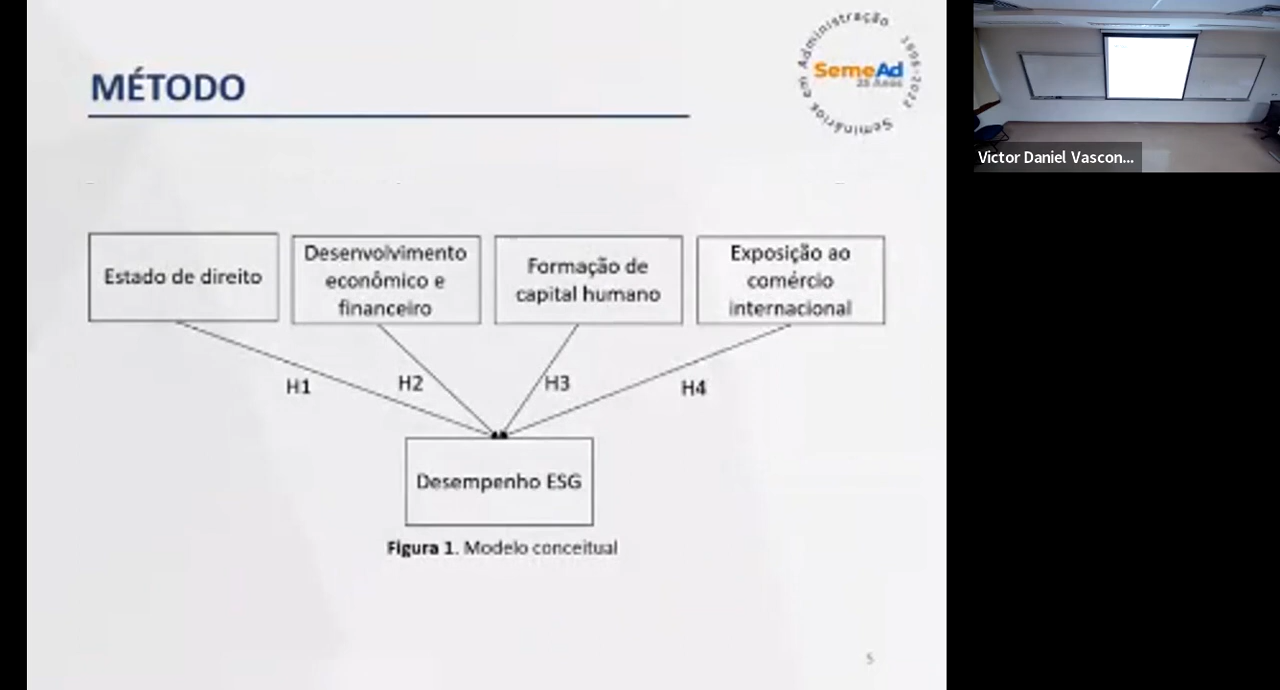 MÉTODO
Seminários em Administração 1998-2022
SemeAd
25 Anos
Victor Daniel Vascon...
Estado de direito
Desenvolvimento
econômico e
financeiro
Formação de
capital humano
Exposição ao
comércio
internacional
H1
H2
H3
H4
Desempenho ESG
Figura 1. Modelo conceitual
5